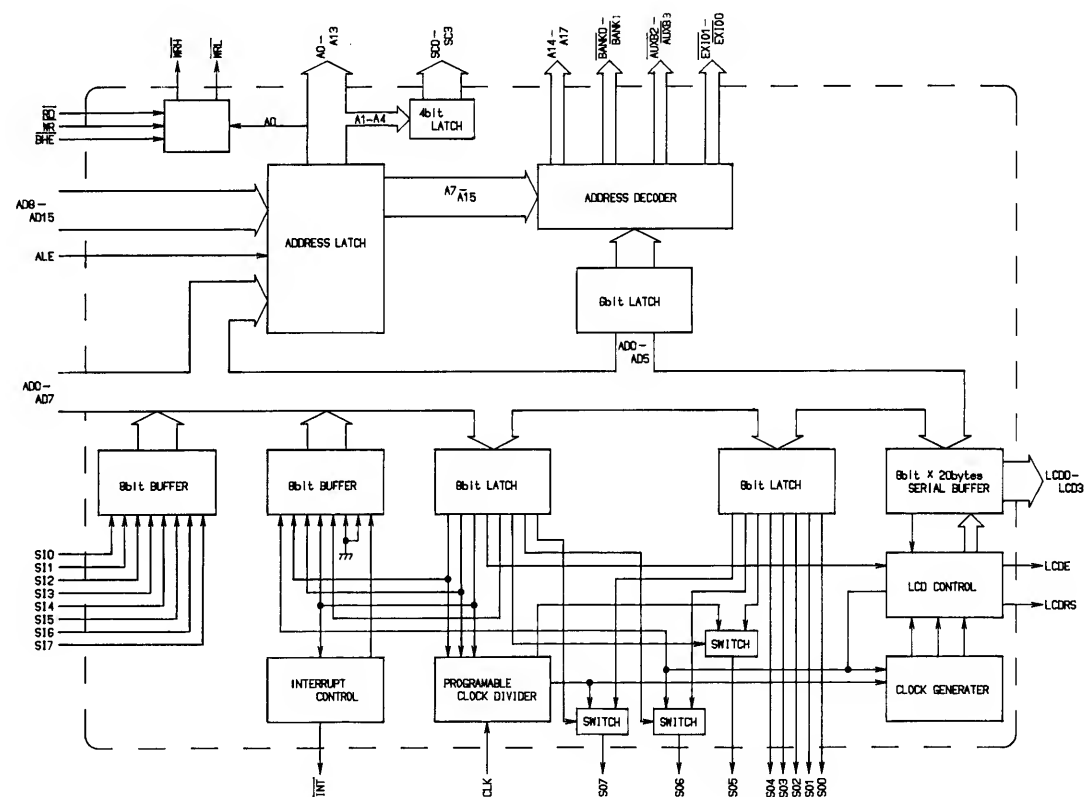 WRH
WRL
A0-
A13
SC0-
SC3
A14-
A17
BANK0-
BANK1
AUXB2-
AUXB3
EXIO1-
EXIO0
BHE
A0
A1-A4
4bit
LATCH
AD8-
AD15
ALE
ADDRESS LATCH
A7
A15
ADDRESS DECODER
6bit LATCH
AD0-
AD5
AD0-
AD7
8bit BUFFER
8bit BUFFER
8bit LATCH
8bit LATCH
8bit × 20bytes
SERIAL BUFFER
LCD0-
LCD3
SI0
SI1
SI2
SI3
SI4
SI5
SI6
SI7
LCD CONTROL
LCDE
LCDRS
INTERRUPT
CONTROL
PROGRAMABLE
CLOCK DIVIDER
SWITCH
SWITCH
SWITCH
CLOCK GENERATER
INT
CLK
SO7
SO6
SO5
SO4
SO3
SO2
SO1
SO0